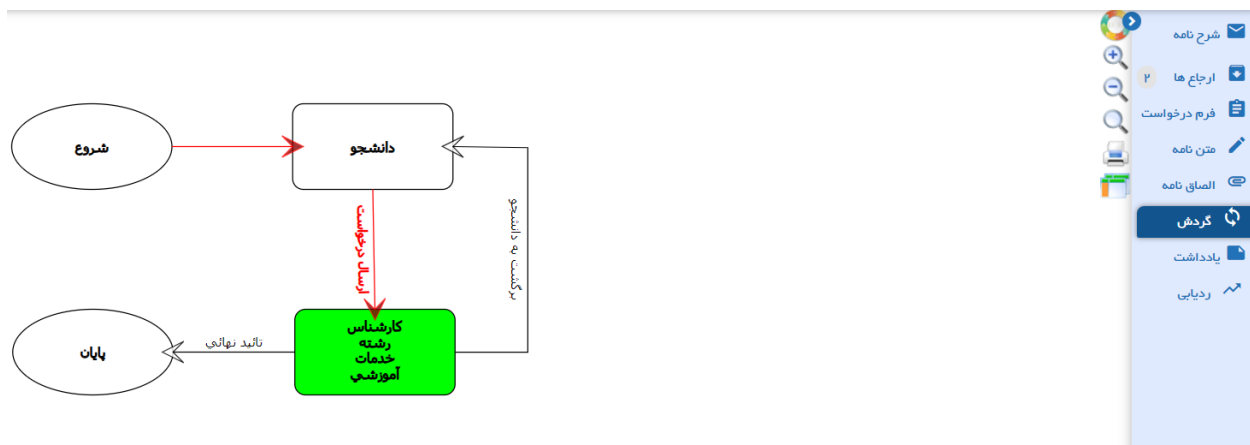 شرح نامه
ارجاع ها ۲
فرم درخواست
متن نامه
الصاق نامه
گردش
یادداشت
ردیابی
شروع
دانشجو
ارسال درخواست
برگشت به دانشجو
کارشناس
رشته
خدمات
آموزشي
تائید نهائي
پایان